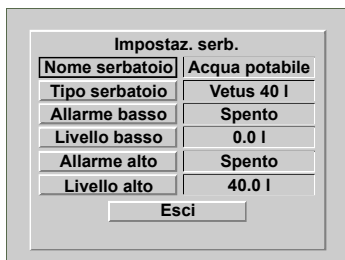 Impostaz. serb.
Nome serbatoio Acqua potabile
Tipo serbatoio Vetus 40 l
Allarme basso Spento
Livello basso 0.0 l
Allarme alto Spento
Livello alto 40.0 l
Esci